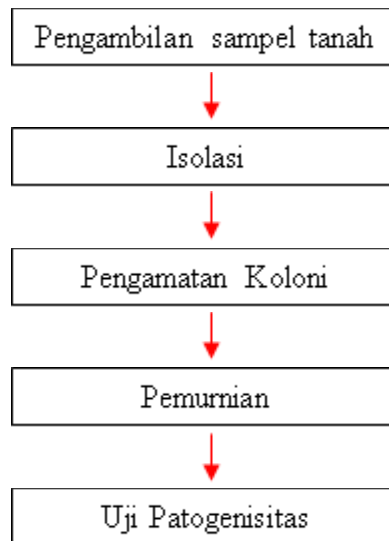 Pengambilan sampel tanah
Isolasi
Pengamatan Koloni
Pemurnian
Uji Patogenisitas